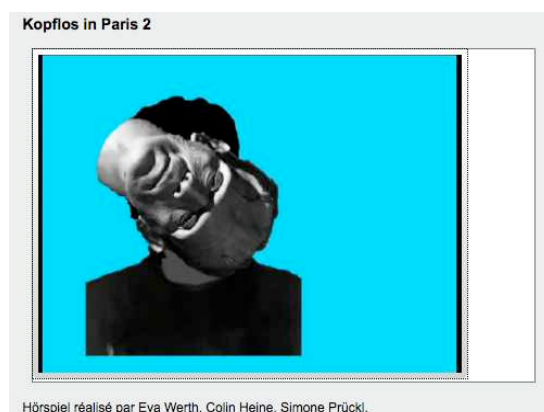 Kopflos in Paris 2
Hörspiel réalisé par Eva Werth, Colin Heine, Simone Prückl.